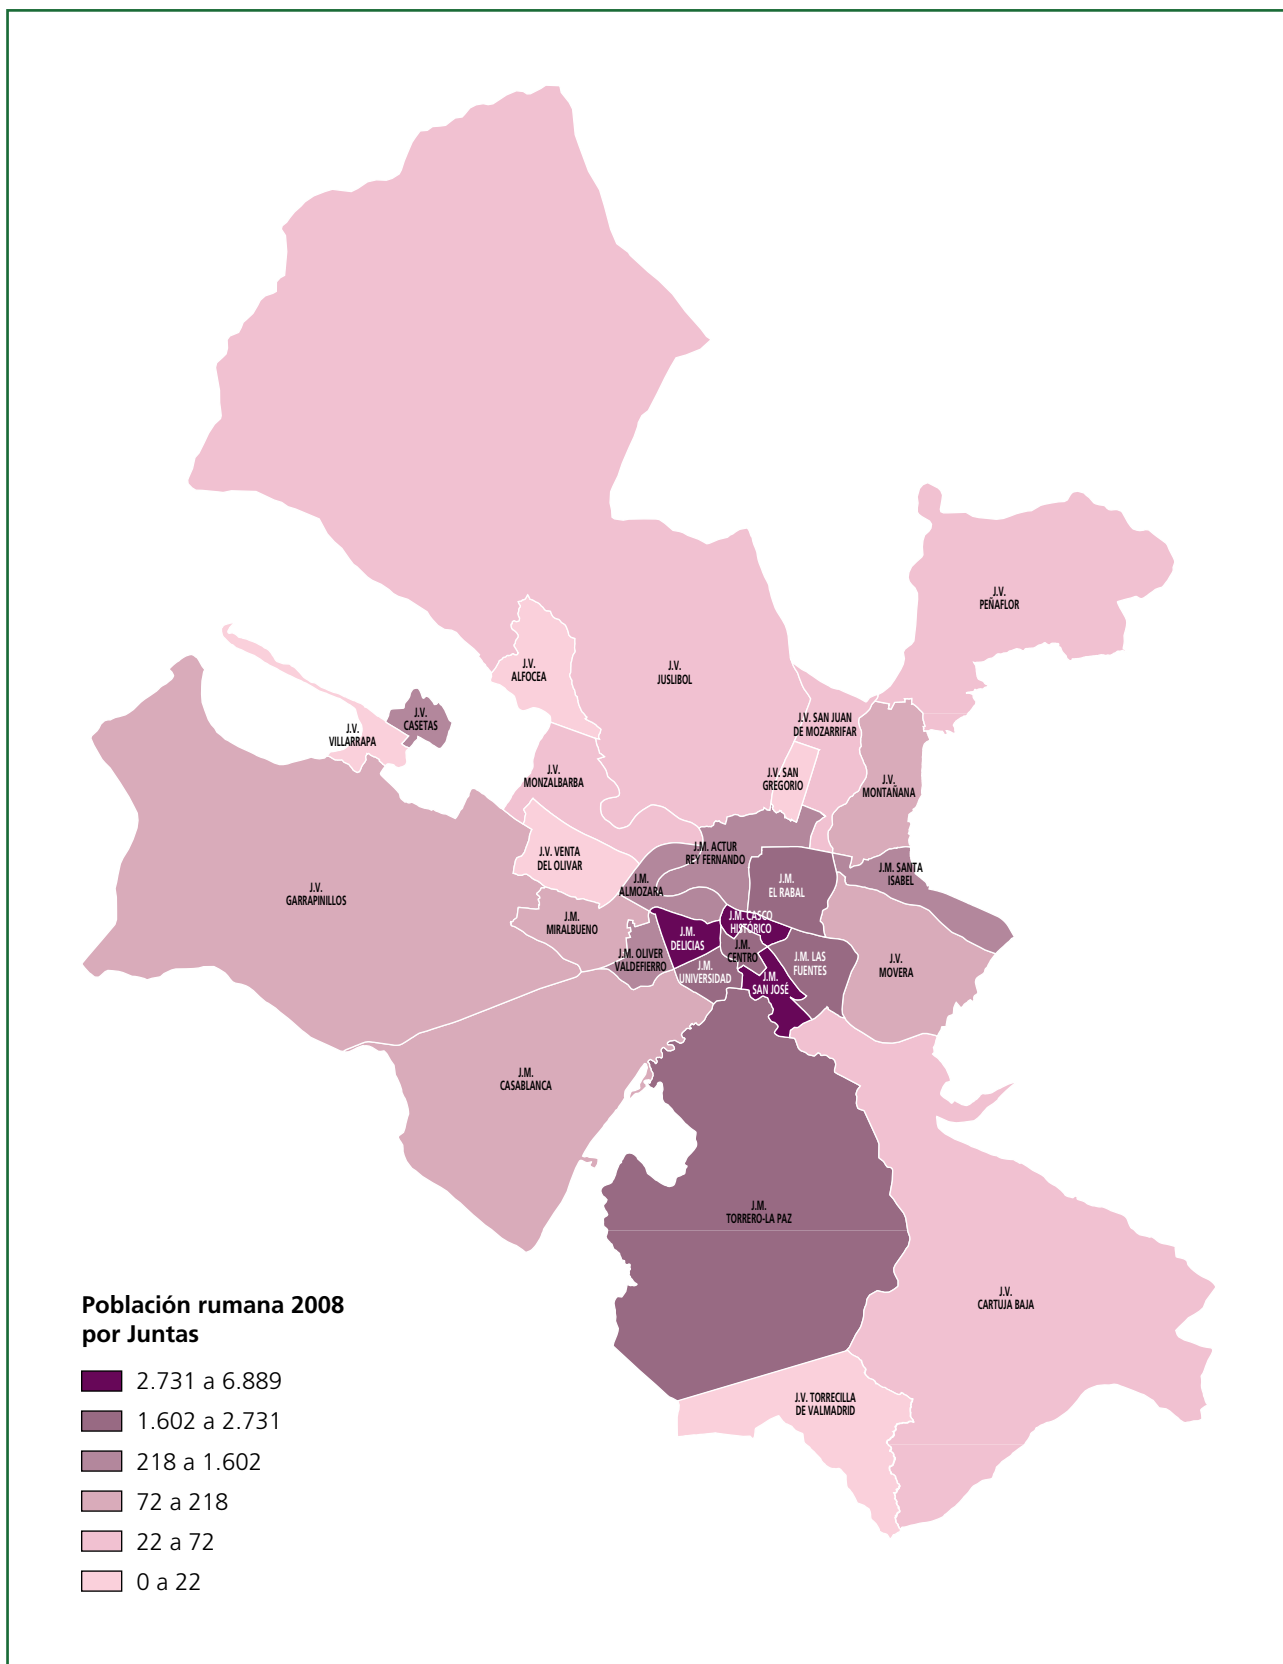 J.V.
PEÑAFLOR
J.V.
ALFOCEA
J.V.
JUSLIBOL
J.V.
CASETAS
J.V.
VILLARRAPA
J.V. SAN JUAN
DE MOZARRIFAR
J.V.
MONZALBARBA
J.V. SAN
GREGORIO
J.V.
MONTAÑANA
J.V. VENTA
DEL OLIVAR
J.M. ACTUR
REY FERNANDO
J.M. SANTA
ISABEL
J.M.
ALMOZARA
J.M.
EL RABAL
J.V.
GARRAPINILLOS
J.M.
MIRALBUENO
J.M. CASCO
HISTÓRICO
J.M.
DELICIAS
J.M.
CENTRO
J.M. OLIVER
VALDEFIERRO
J.M.
UNIVERSIDAD
J.M. LAS
FUENTES
J.V.
MOVERA
J.M.
SAN JOSÉ
J.M.
CASABLANCA
J.M.
TORRERO-LA PAZ
J.V.
CARTUJA BAJA
J.V. TORRECILLA
DE VALMADRID
Población rumana 2008
por Juntas
2.731 a 6.889
1.602 a 2.731
218 a 1.602
72 a 218
22 a 72
0 a 22